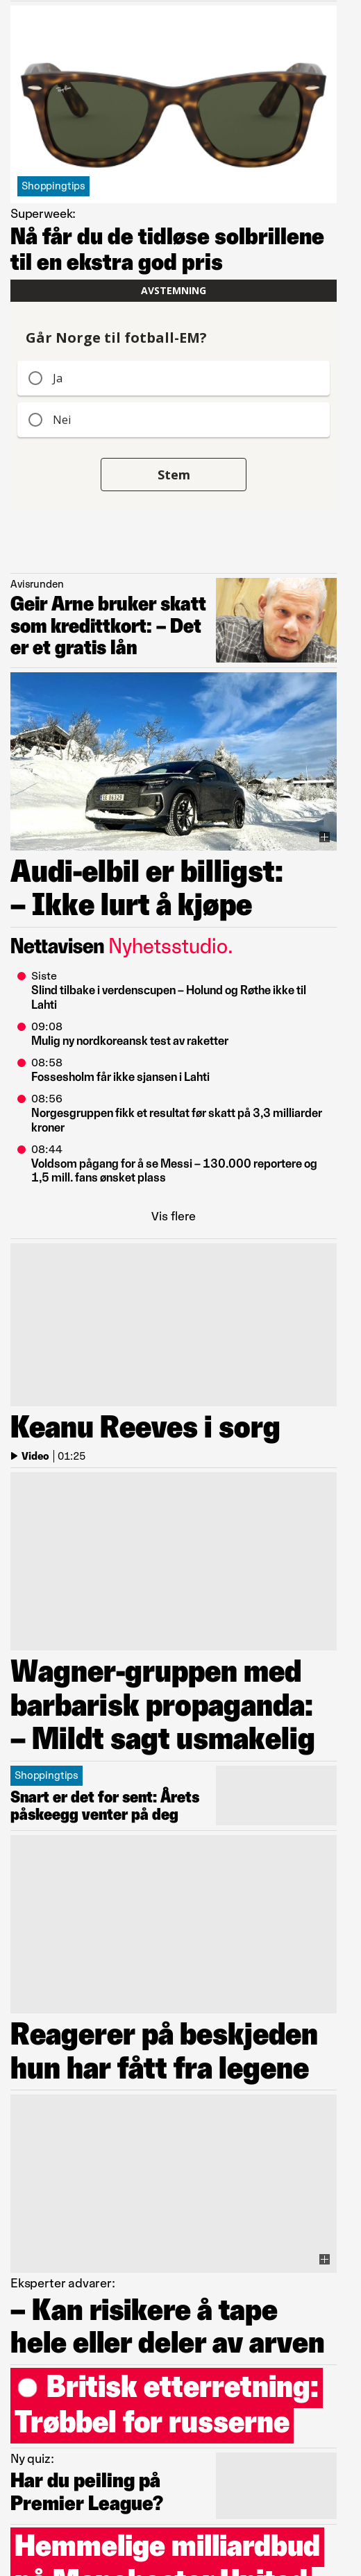 Ray-Ban
Shoppingtips
Superweek:
Nå får du de tidløse solbrillene
til en ekstra god pris
AVSTEMNING
Går Norge til fotball-EM?
Ja
Nei
Stem
Avisrunden
Geir Arne bruker skatt
som kredittkort: – Det
er et gratis lån
Audi-elbil er billigst:
– Ikke lurt å kjøpe
Nettavisen Nyhetsstudio.
Siste
Slind tilbake i verdenscupen – Holund og Røthe ikke til
Lahti
09:08
Mulig ny nordkoreansk test av raketter
08:58
Fossesholm får ikke sjansen i Lahti
08:56
Norgesgruppen fikk et resultat før skatt på 3,3 milliarder
kroner
08:44
Voldsom pågang for å se Messi – 130.000 reportere og
1,5 mill. fans ønsket plass
Vis flere
Keanu Reeves i sorg
Video | 01:25
Wagner-gruppen med
barbarisk propaganda:
– Mildt sagt usmakelig
Shoppingtips
Snart er det for sent: Årets
påskeegg venter på deg
Reagerer på beskjeden
hun har fått fra legene
Eksperter advarer:
– Kan risikere å tape
hele eller deler av arven
Britisk etterretning:
Trøbbel for russerne
Ny quiz:
Har du peiling på
Premier League?
Hemmelige milliardbud
på Manchester United